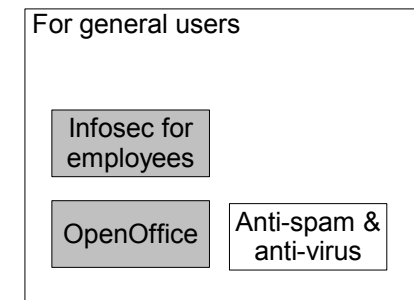 For general users
Infosec for
employees
OpenOffice
Anti-spam &
anti-virus